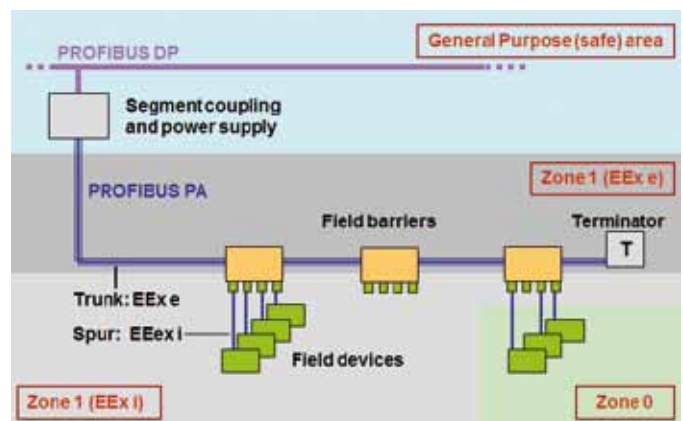 General Purpose (safe) area
PROFIBUS DP
Segment coupling
and power supply
Zone 1 (EEx e)
PROFIBUS PA
Field barriers
Terminator
T
Trunk: EEx e
Spur: EEex i
Field devices
Zone 1 (EEx i)
Zone 0